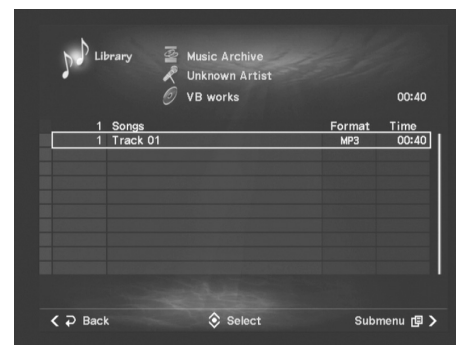 Library
Music Archive
Unknown Artist
VB works 00:40
1 Songs Format Time
1 Track 01 MP3 00:40
Back Select Submenu